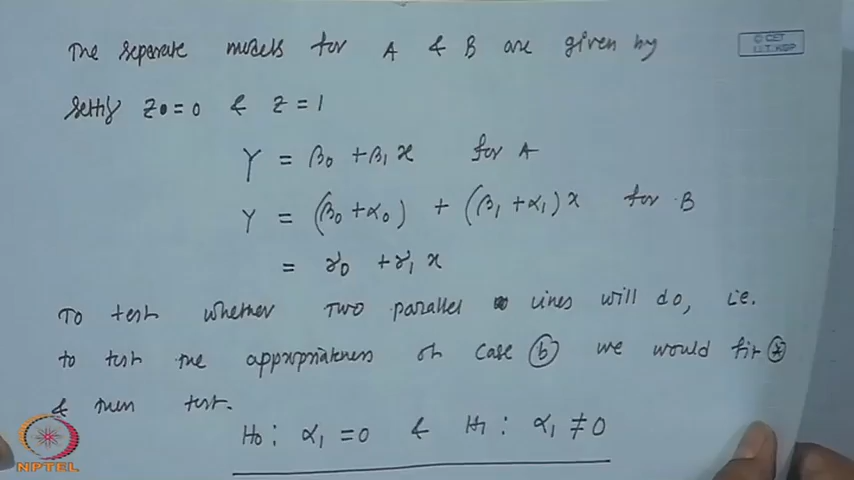 The separate models for A & B are given by
© CET
I.I.T. KGP
Z = 0 & Z = 1
Y = β₀ + β₁ x for A
Y = (β₀ + α₀) + (β₁ + α₁) x for B
= γ₀ + γ₁ x
To test whether two parallel lines will do, i.e.
to test the appropriateness of case (b) we would fit (*)
& then test.
H₀ : α₁ = 0 & H₁ : α₁ ≠ 0
NPTEL